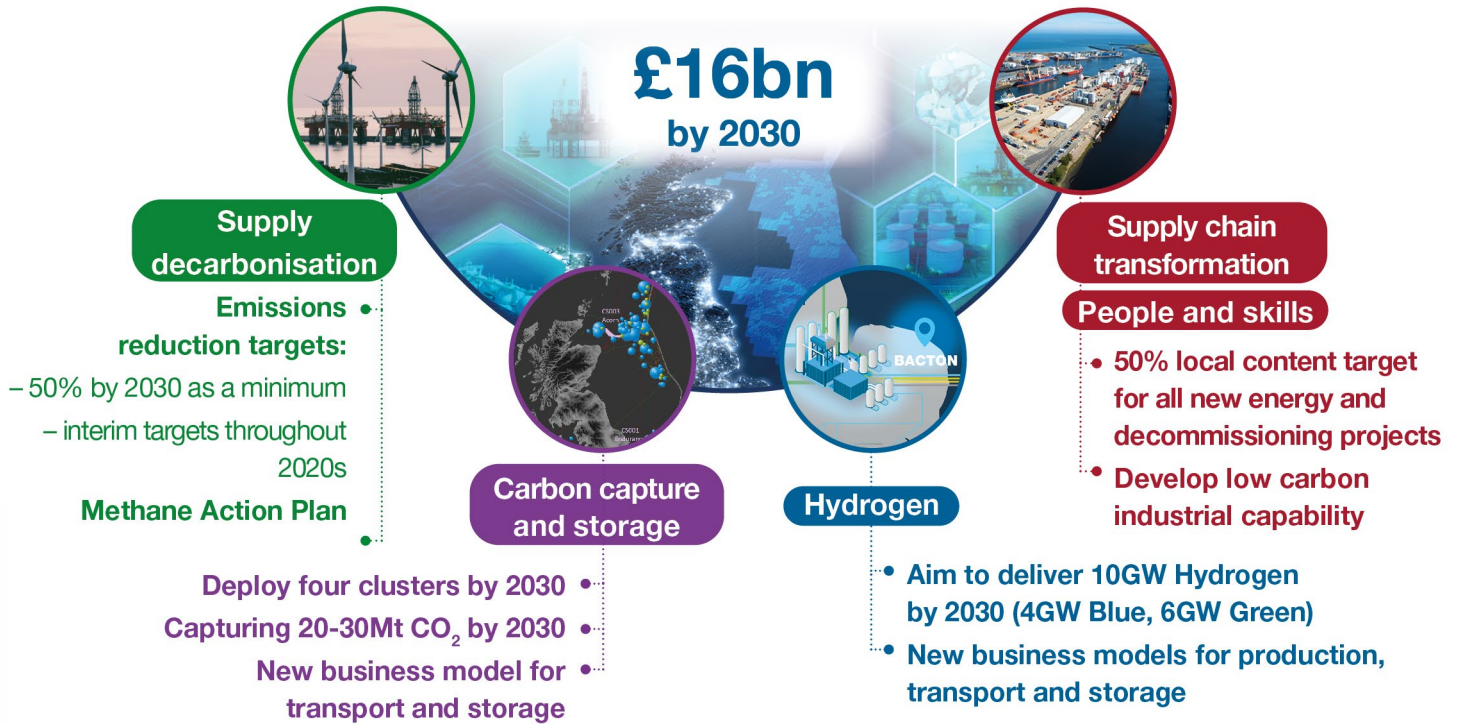 £16bn
by 2030
Supply
decarbonisation
Emissions
reduction targets:
– 50% by 2030 as a minimum
– interim targets throughout
2020s
Methane Action Plan
CS003
Acorn
CS001
Carbon capture
and storage
Deploy four clusters by 2030
Capturing 20-30Mt CO₂ by 2030
New business model for
transport and storage
BACTON
Hydrogen
Aim to deliver 10GW Hydrogen
by 2030 (4GW Blue, 6GW Green)
New business models for production,
transport and storage
Supply chain
transformation
People and skills
50% local content target
for all new energy and
decommissioning projects
Develop low carbon
industrial capability